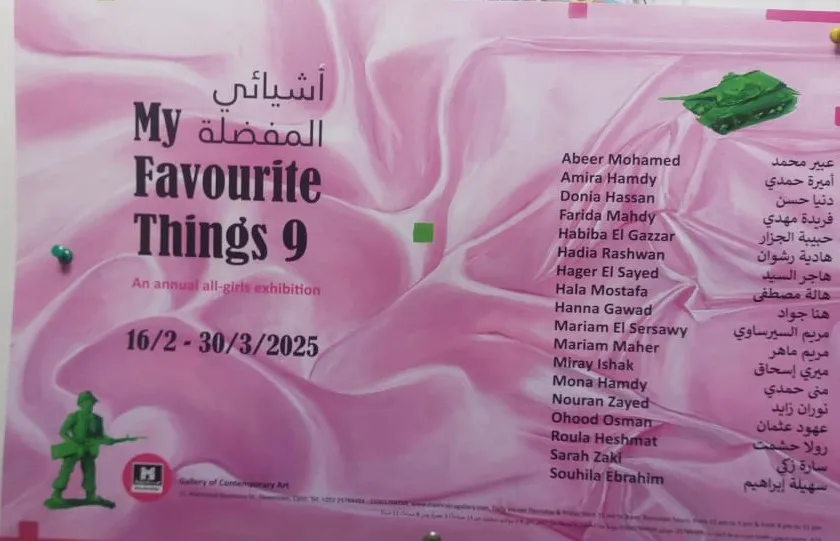 أشيائي
المفضلة
My
Favourite
Things 9
An annual all-girls exhibition
16/2 - 30/3/2025
Abeer Mohamed
Amira Hamdy
Donia Hassan
Farida Mahdy
Habiba El Gazzar
Hadia Rashwan
Hager El Sayed
Hala Mostafa
Hanna Gawad
Mariam El Sersawy
Mariam Maher
Miray Ishak
Mona Hamdy
Nouran Zayed
Ohood Osman
Roula Heshmat
Sarah Zaki
Souhila Ebrahim
عبير محمد
أميرة حمدي
دنيا حسن
فريدة مهدي
حبيبة الجزار
هادية رشوان
هاجر السيد
هالة مصطفى
هنا جواد
مريم السيرساوي
مريم ماهر
ميري إسحاق
منى حمدي
نوران زايد
عهود عثمان
رولا حشمت
سارة زكي
سهيلة إبراهيم
Gallery of Contemporary Art